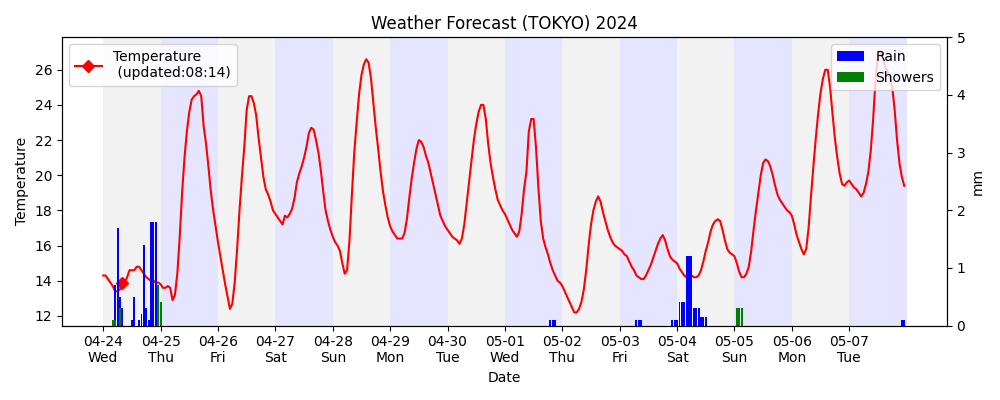 Weather Forecast (TOKYO) 2024
Temperature
(updated:08:14)
Rain
Showers
Temperature
26
24
22
20
18
16
14
12
5
4
3
2
1
0
mm
04-24 04-25 04-26 04-27 04-28 04-29 04-30 05-01 05-02 05-03 05-04 05-05 05-06 05-07
Wed Thu Fri Sat Sun Mon Tue Wed Thu Fri Sat Sun Mon Tue
Date